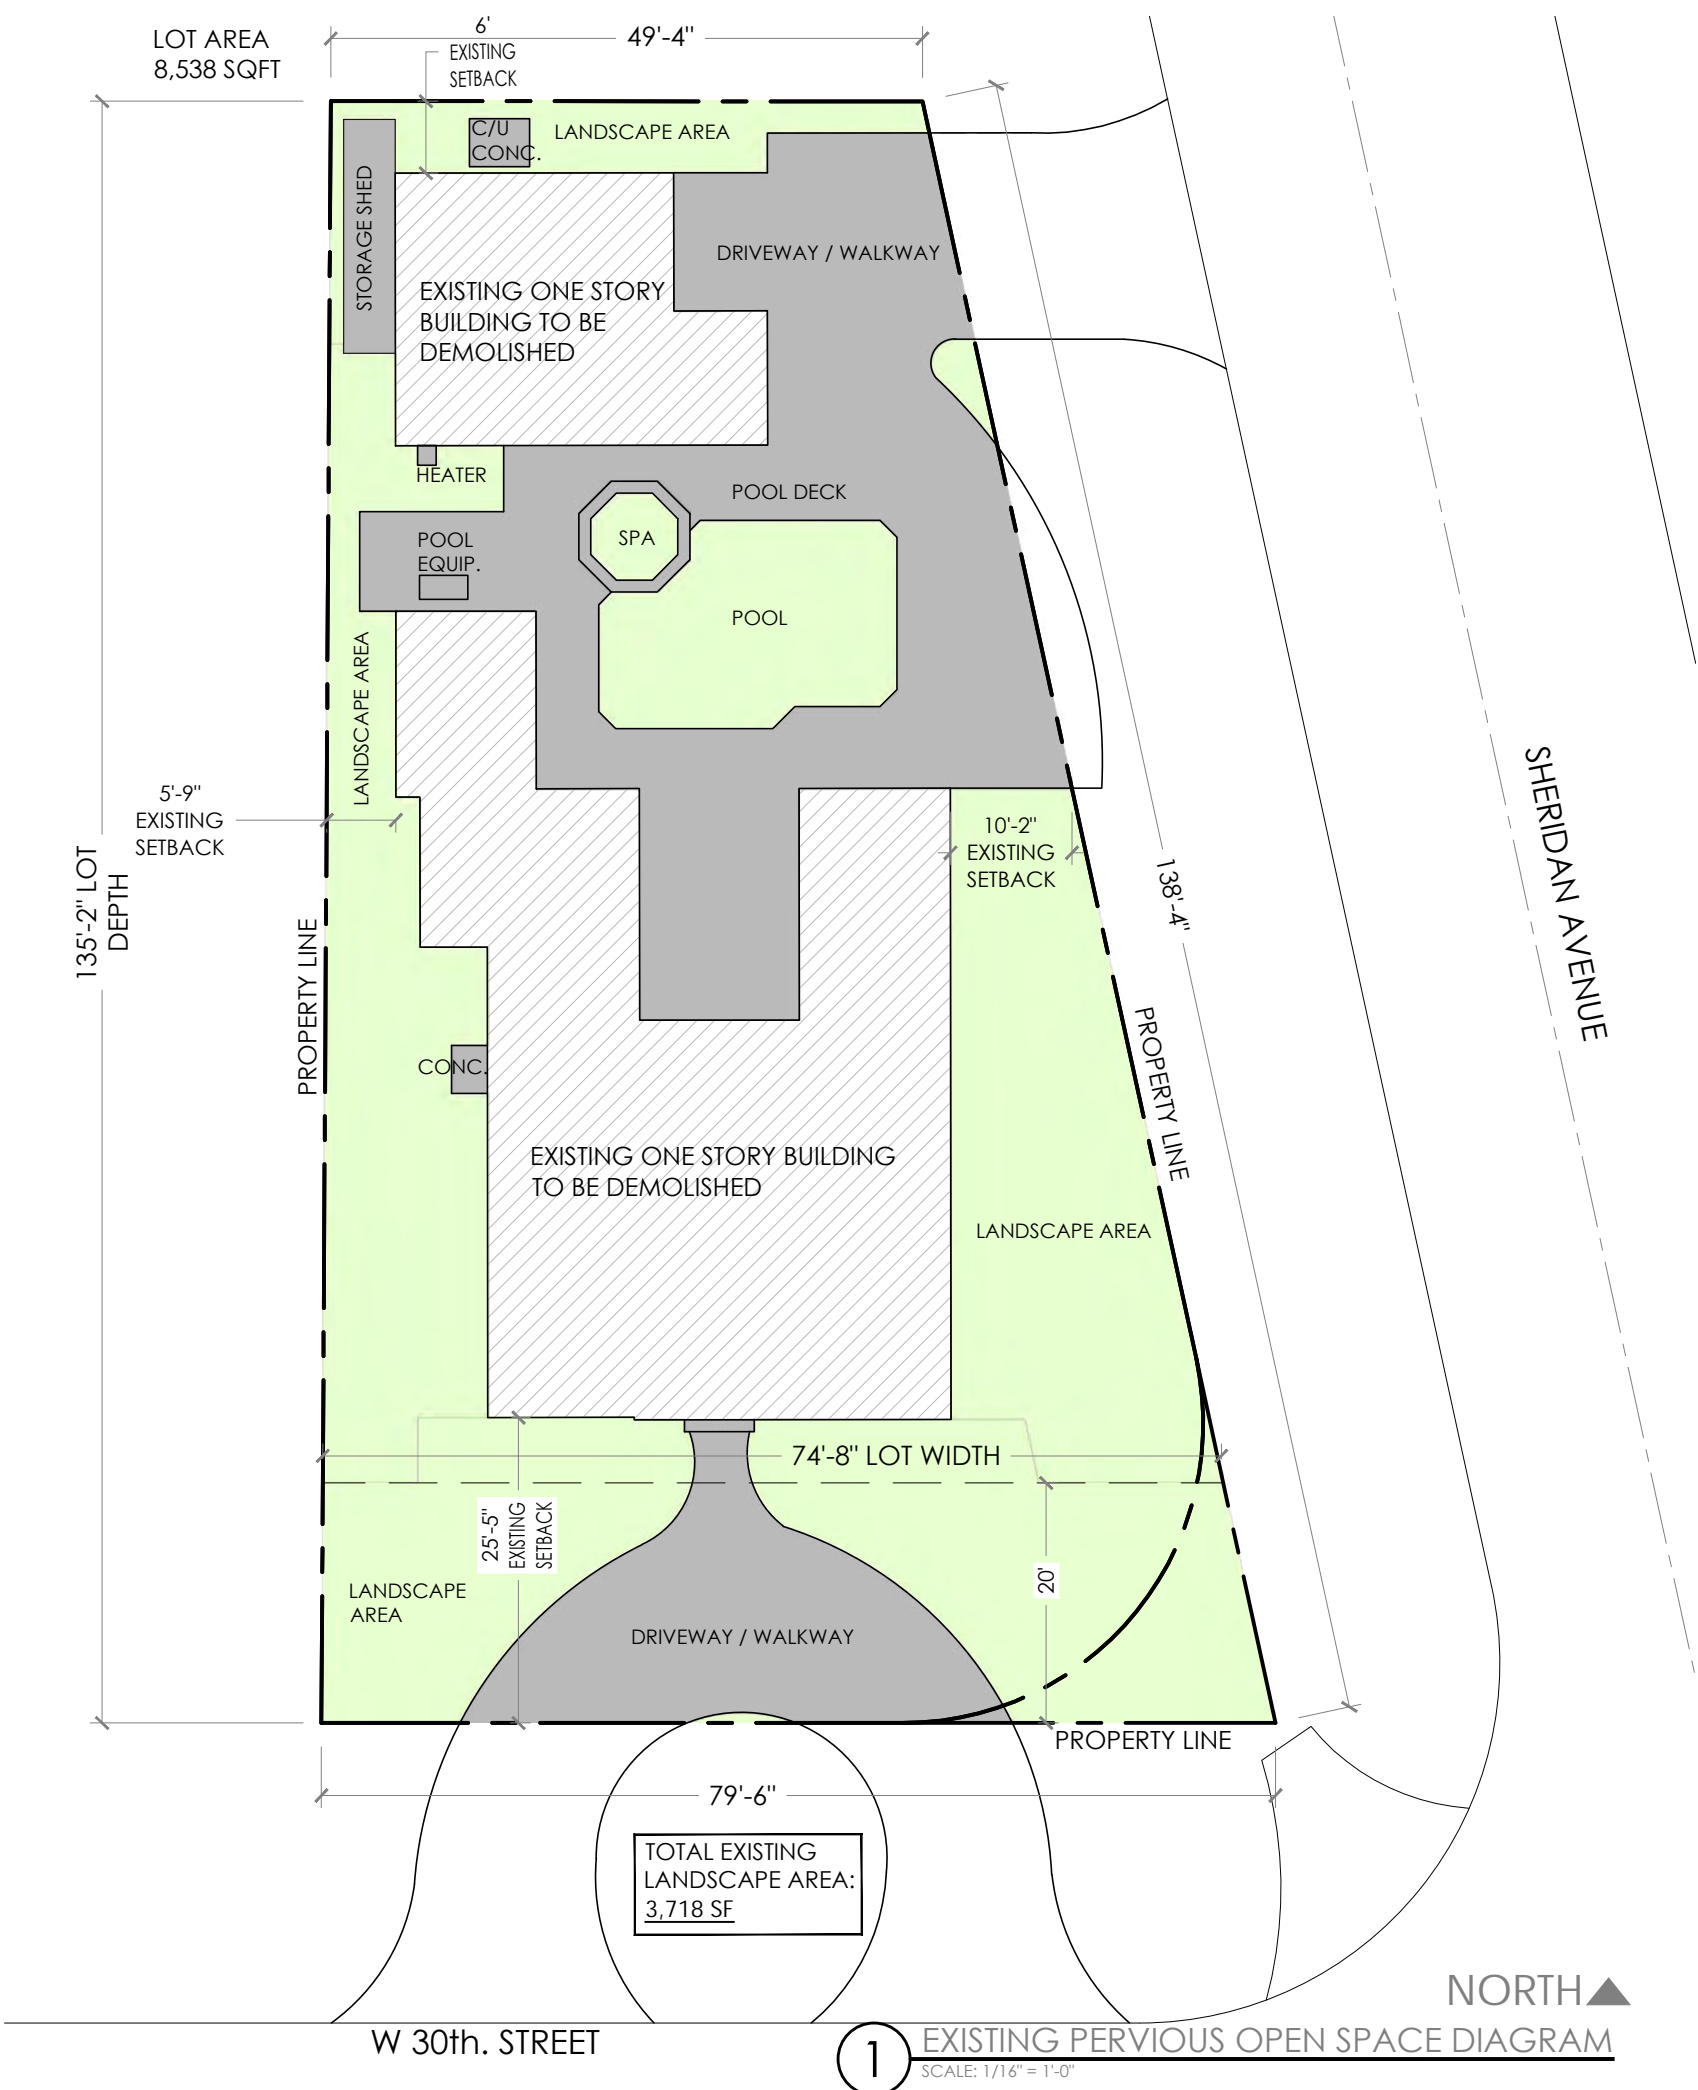 LOT AREA
8,538 SQFT
6'
EXISTING
SETBACK
49'-4"
C/U
CONC.
LANDSCAPE AREA
STORAGE SHED
DRIVEWAY / WALKWAY
EXISTING ONE STORY
BUILDING TO BE
DEMOLISHED
HEATER
POOL DECK
POOL
EQUIP.
SPA
POOL
LANDSCAPE AREA
5'-9"
EXISTING
SETBACK
10'-2"
EXISTING
SETBACK
135'-2" LOT
DEPTH
138'-4"
SHERIDAN AVENUE
PROPERTY LINE
PROPERTY LINE
CONC.
EXISTING ONE STORY BUILDING
TO BE DEMOLISHED
LANDSCAPE AREA
74'-8" LOT WIDTH
25'-5"
EXISTING
SETBACK
20'
LANDSCAPE
AREA
DRIVEWAY / WALKWAY
PROPERTY LINE
79'-6"
TOTAL EXISTING
LANDSCAPE AREA:
3,718 SF
NORTH
W 30th. STREET
1
EXISTING PERVIOUS OPEN SPACE DIAGRAM
SCALE: 1/16" = 1'-0"